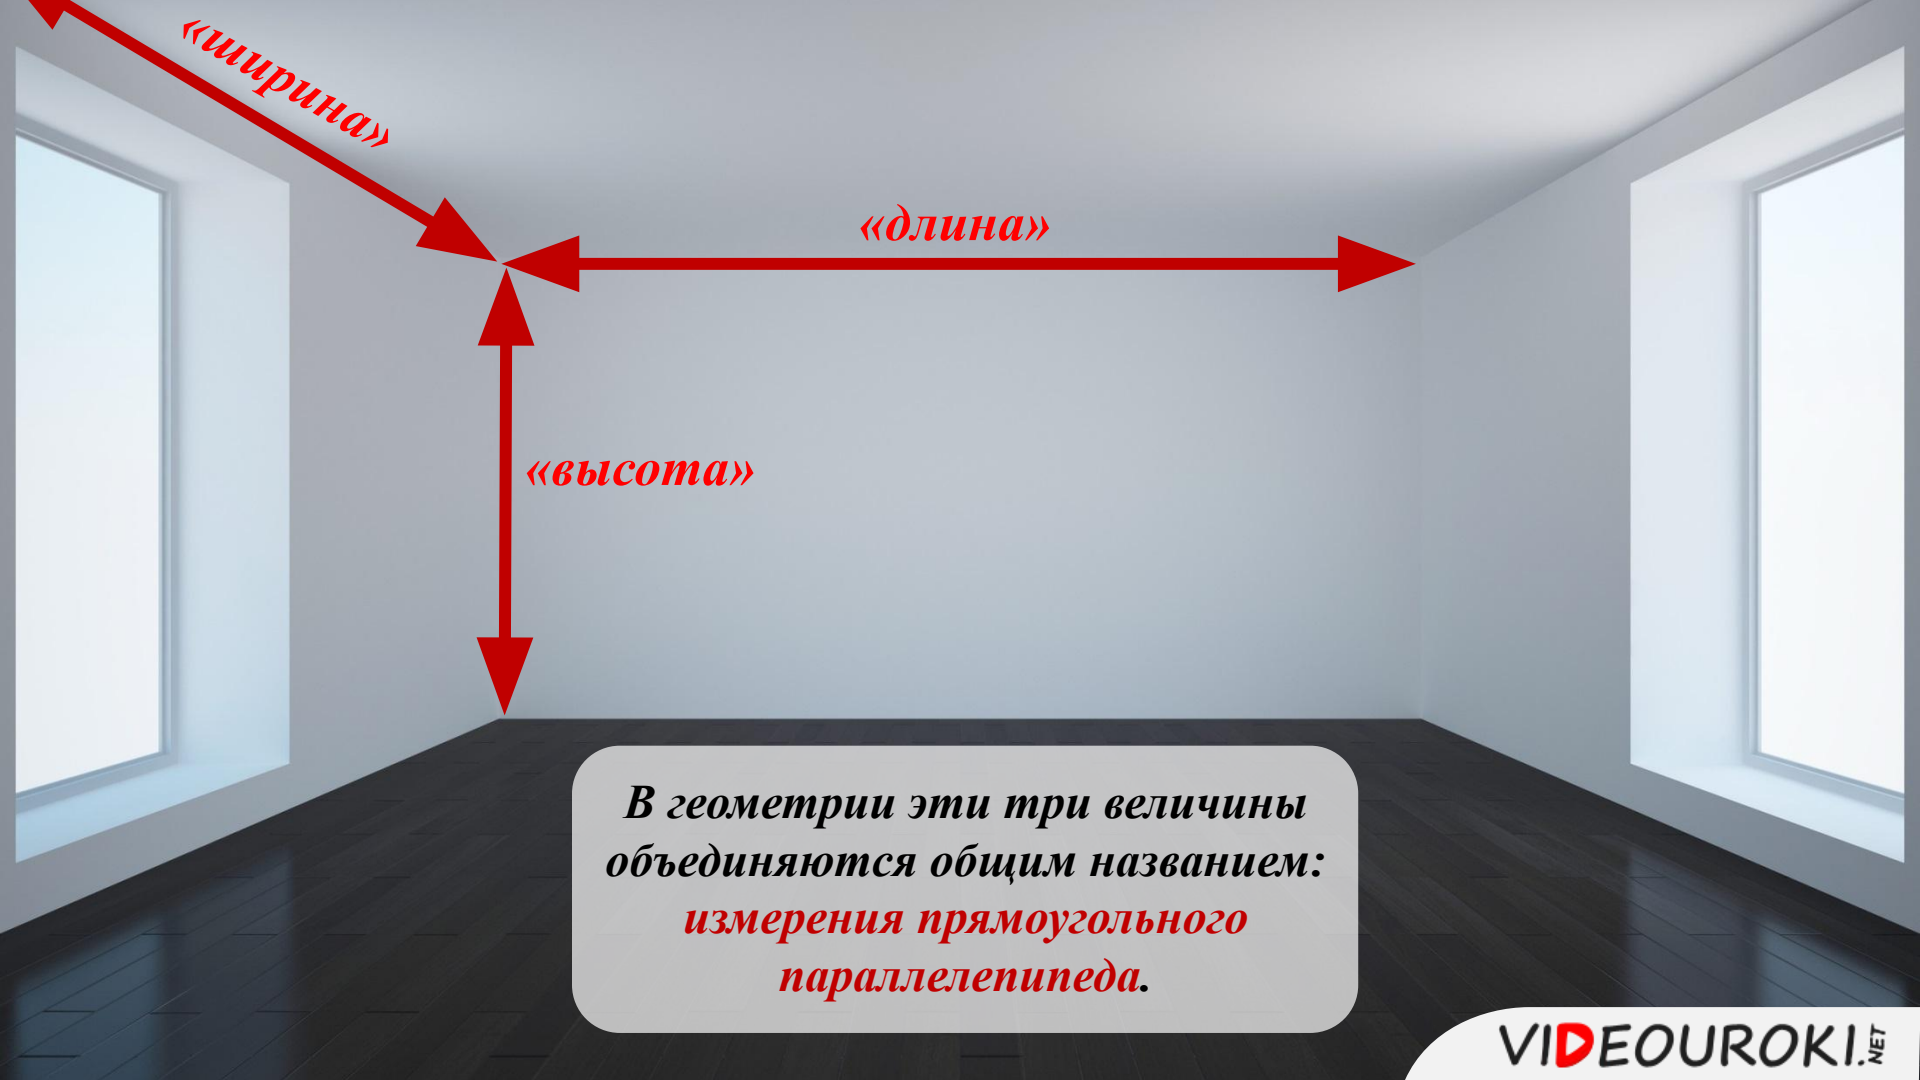 «ширина»
«длина»
«высота»
В геометрии эти три величины
объединяются общим названием:
измерения прямоугольного
параллелепипеда.
VIDEOUROKI.NET